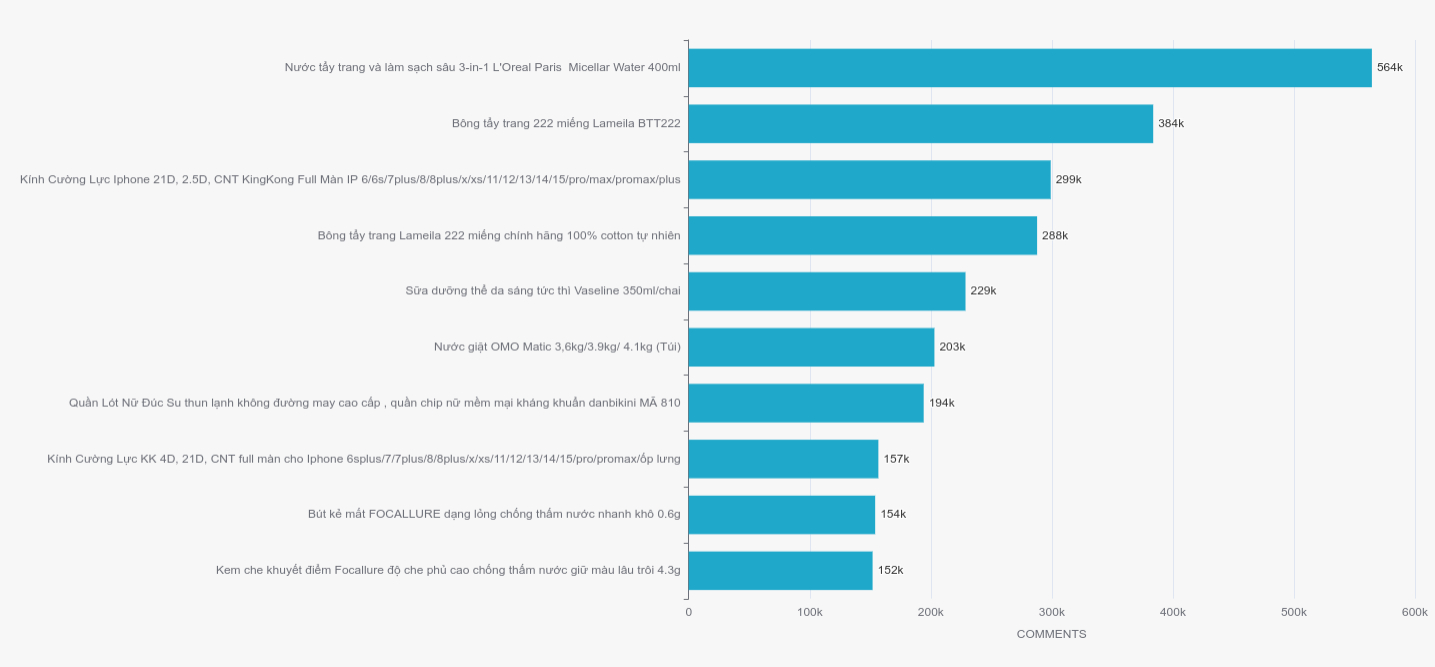 Nước tẩy trang và làm sạch sâu 3-in-1 L'Oreal Paris  Micellar Water 400ml 564k
Bông tẩy trang 222 miếng Lameila BTT222 384k
Kính Cường Lực Iphone 21D, 2.5D, CNT KingKong Full Màn IP 6/6s/7plus/8/8plus/x/xs/11/12/13/14/15/pro/max/promax/plus 299k
Bông tẩy trang Lameila 222 miếng chính hãng 100% cotton tự nhiên 288k
Sữa dưỡng thể da sáng tức thì Vaseline 350ml/chai 229k
Nước giặt OMO Matic 3,6kg/3.9kg/ 4.1kg (Túi) 203k
Quần Lót Nữ Đúc Su thun lạnh không đường may cao cấp , quần chip nữ mềm mại kháng khuẩn danbikini MÃ 810 194k
Kính Cường Lực KK 4D, 21D, CNT full màn cho Iphone 6splus/7/7plus/8/8plus/x/xs/11/12/13/14/15/pro/promax/ốp lưng 157k
Bút kẻ mắt FOCALLURE dạng lỏng chống thấm nước nhanh khô 0.6g 154k
Kem che khuyết điểm Focallure độ che phủ cao chống thấm nước giữ màu lâu trôi 4.3g 152k
0 100k 200k 300k 400k 500k 600k
COMMENTS